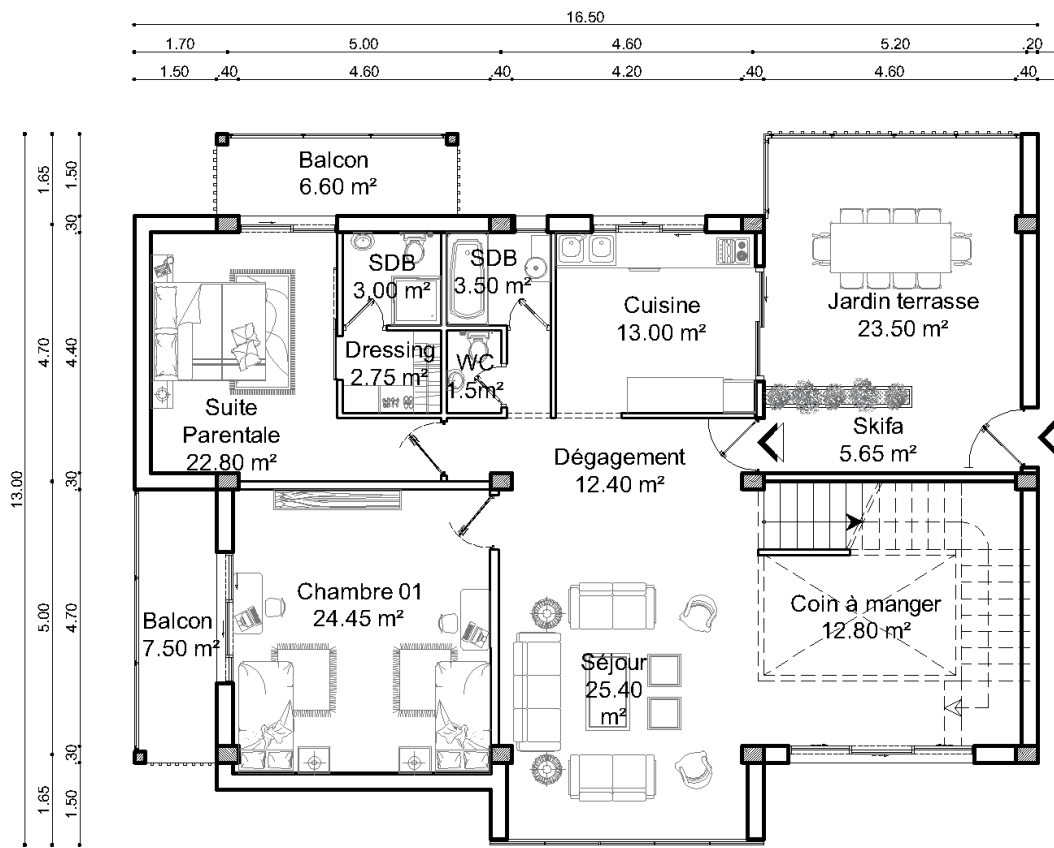 16.50
1.70 5.00 4.60 5.20 .20
1.50 .40 4.60 .40 4.20 .40 4.60 .40
13.00
1.65 4.70 5.00 1.65
1.50 .30 4.40 .30 4.70 .30 1.50
Balcon
6.60 m²
SDB
3.00 m²
SDB
3.50 m²
Cuisine
13.00 m²
Jardin terrasse
23.50 m²
Dressing
2.75 m²
WC
1.5m²
Suite
Parentale
22.80 m²
Skifa
5.65 m²
Dégagement
12.40 m²
Chambre 01
24.45 m²
Balcon
7.50 m²
Séjour
25.40
m²
Coin à manger
12.80 m²